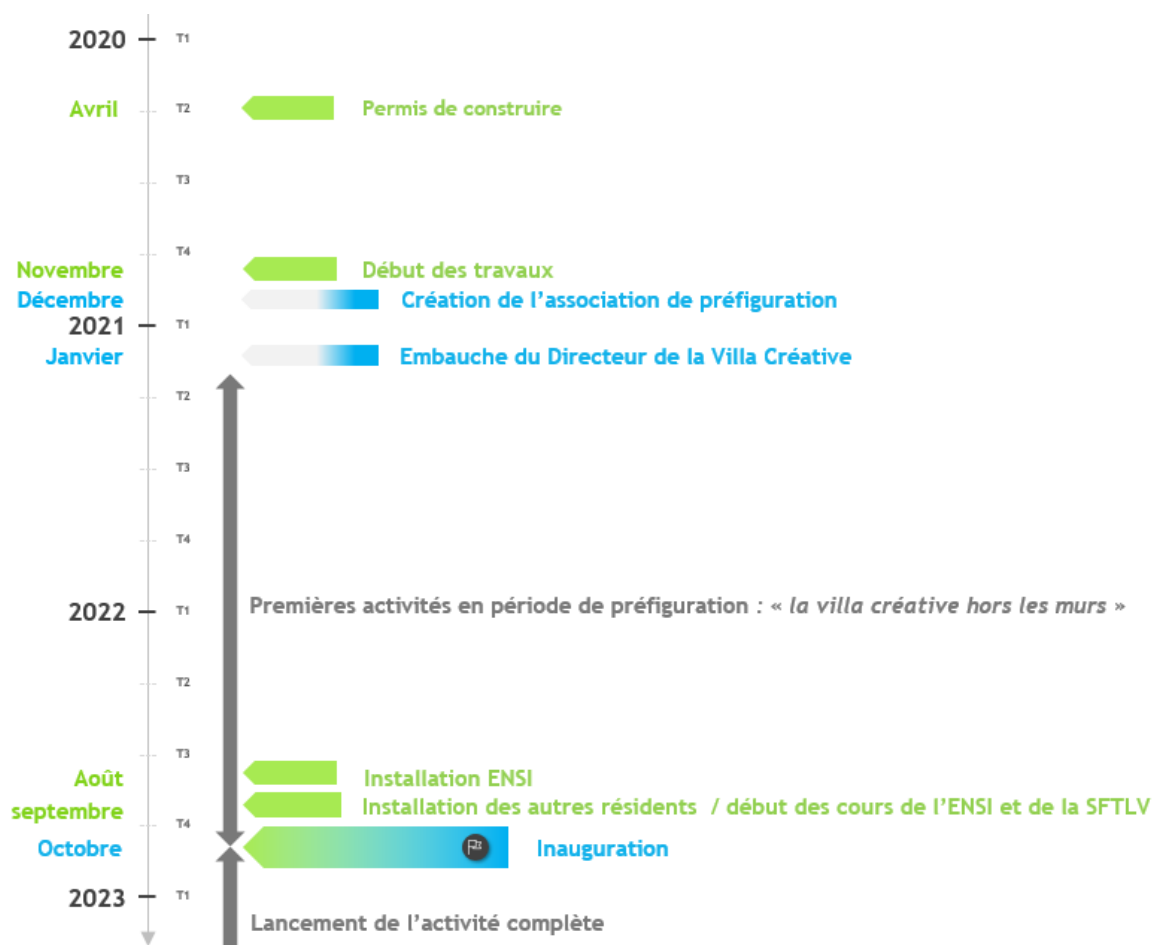 2020 T1
Avril T2 Permis de construire
T3
T4
Novembre Début des travaux
Décembre Création de l’association de préfiguration
2021 T1
Janvier Embauche du Directeur de la Villa Créative
T2
T3
T4
2022 T1 Premières activités en période de préfiguration : « la villa créative hors les murs »
T2
T3
Août Installation ENSI
septembre Installation des autres résidents / début des cours de l’ENSI et de la SFTLV
T4
Octobre Inauguration
2023 T1
Lancement de l’activité complète